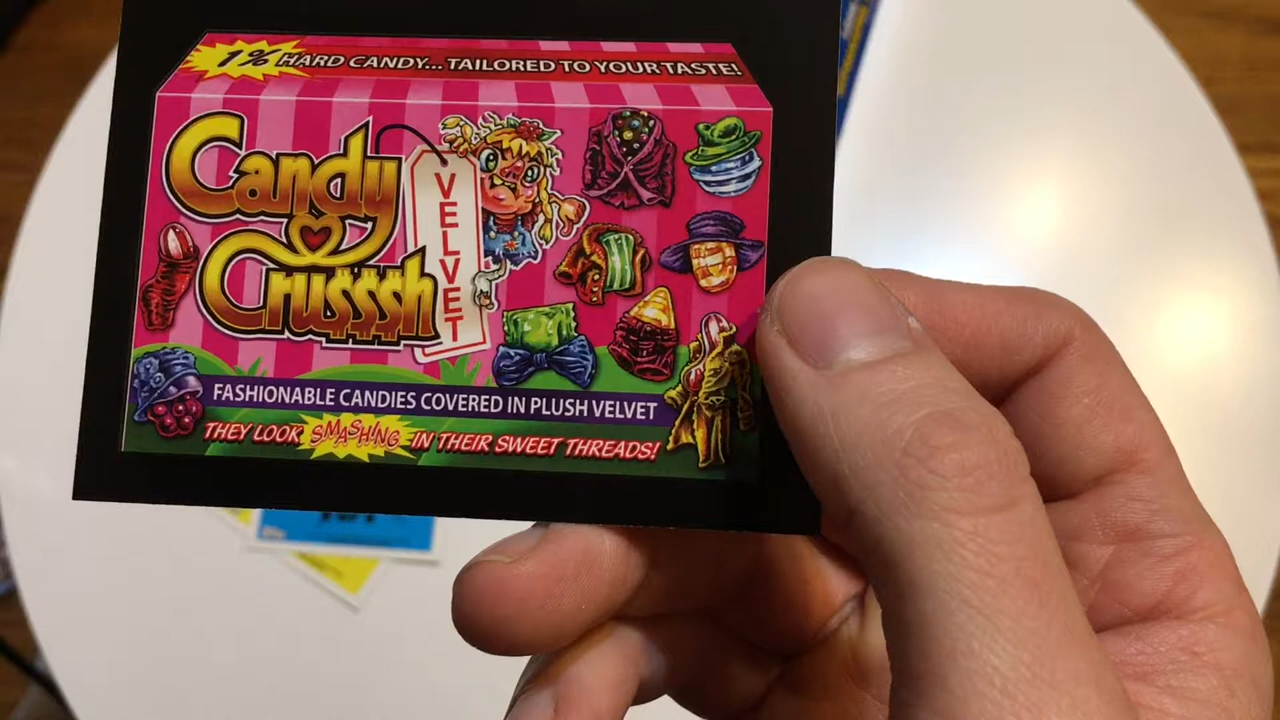 1% HARD CANDY... TAILORED TO YOUR TASTE!
Candy
Cru$$$h
VELVET
FASHIONABLE CANDIES COVERED IN PLUSH VELVET
THEY LOOK SMASHING IN THEIR SWEET THREADS!